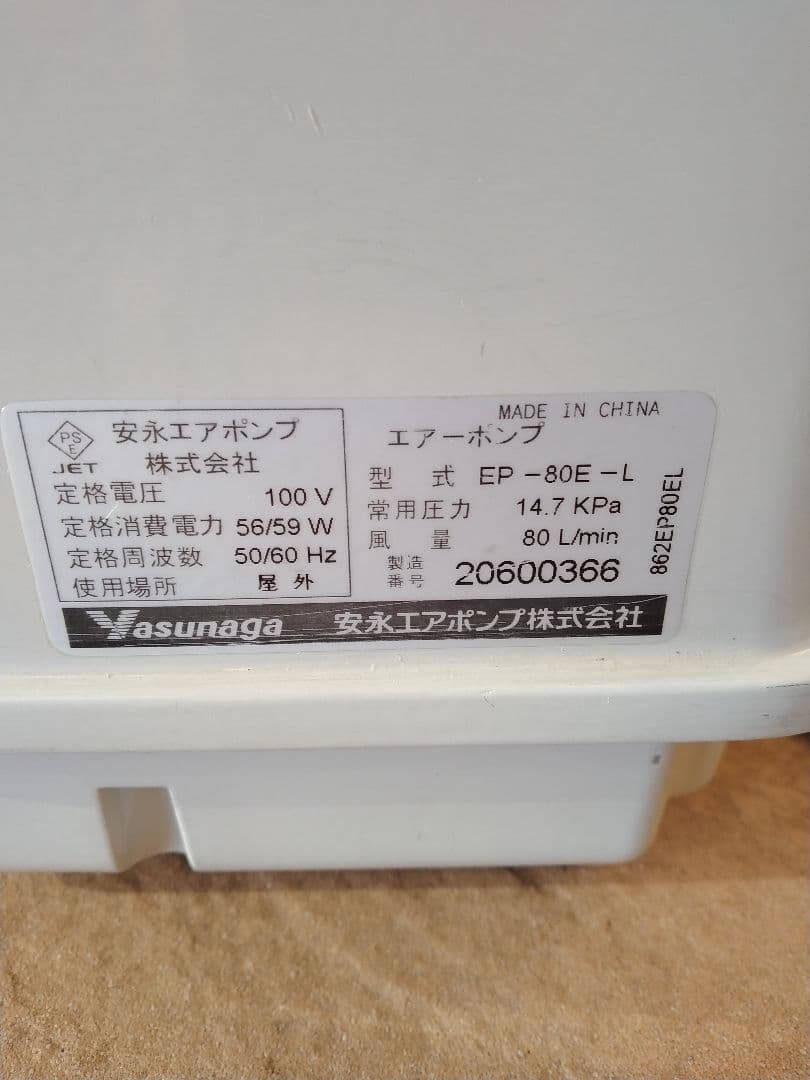 PS
E
JET
安永エアポンプ
株式会社
定格電圧 100 V
定格消費電力 56/59 W
定格周波数 50/60 Hz
使用場所 屋外
MADE IN CHINA
エアーポンプ
型式 EP-80E-L
常用圧力 14.7 KPa
風量 80 L/min
製造番号 20600366
862EP80EL
Yasunaga 安永エアポンプ株式会社